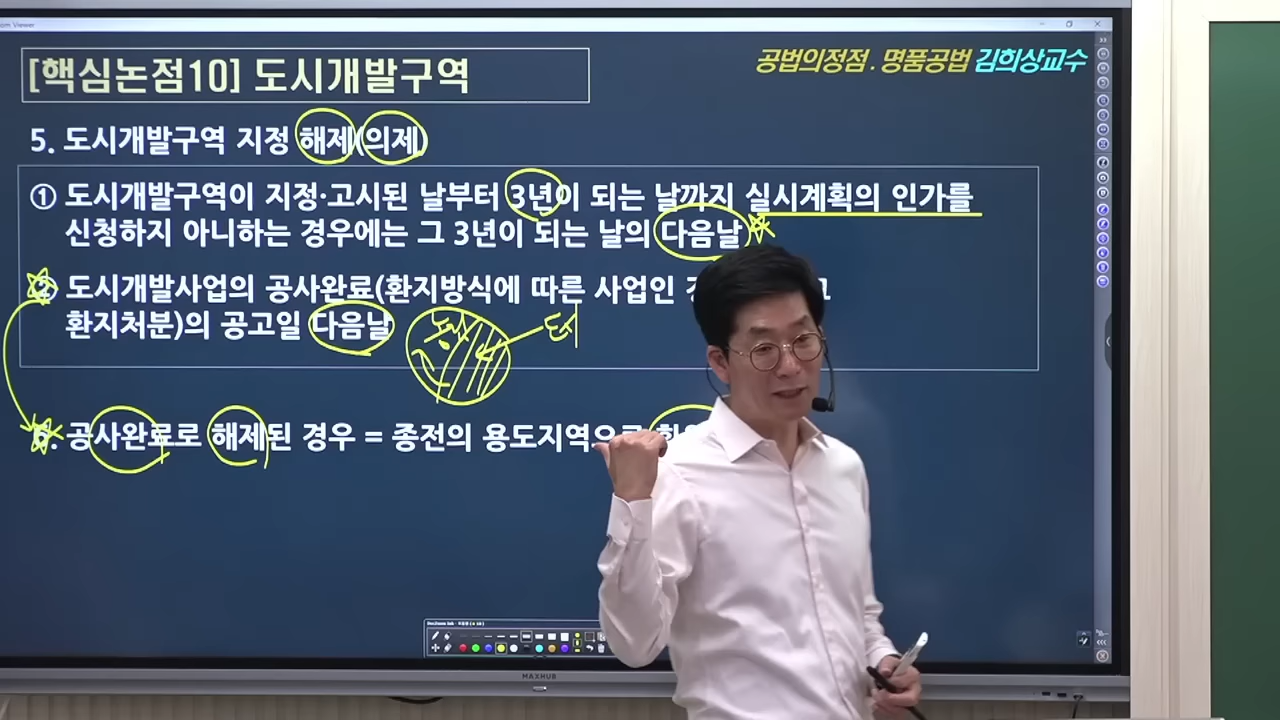 [핵심논점10] 도시개발구역
공법의정점. 명품공법 김희상교수
5. 도시개발구역 지정 해제(의제)
① 도시개발구역이 지정·고시된 날부터 3년이 되는 날까지 실시계획의 인가를
신청하지 아니하는 경우에는 그 3년이 되는 날의 다음날
② 도시개발사업의 공사완료(환지방식에 따른 사업인
환지처분)의 공고일 다음날
도시
6. 공사완료로 해제된 경우 = 종전의 용도지역으로
MAXHUB